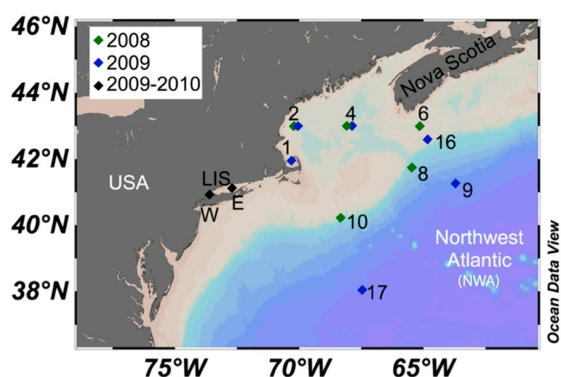 46°N
2008
2009
2009-2010
Nova Scotia
44°N
2
4
6
16
42°N
1
8
LIS
USA
9
W
E
40°N
10
Northwest
Atlantic
(NWA)
38°N
17
Ocean Data View
75°W
70°W
65°W